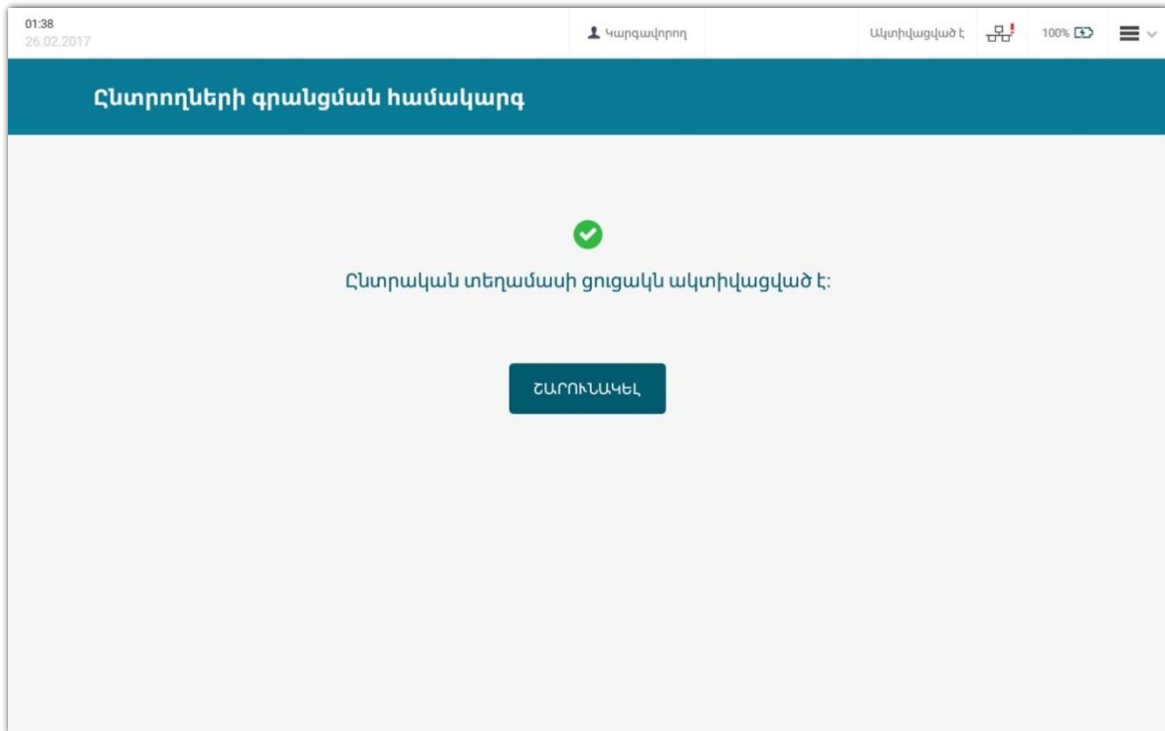 01:38
26.02.2017
Կարգավորող
Ակտիվացված է
100%
Ընտրողների գրանցման համակարգ
Ընտրական տեղամասի ցուցակն ակտիվացված է:
ՇԱՐՈՒՆԱԿԵԼ